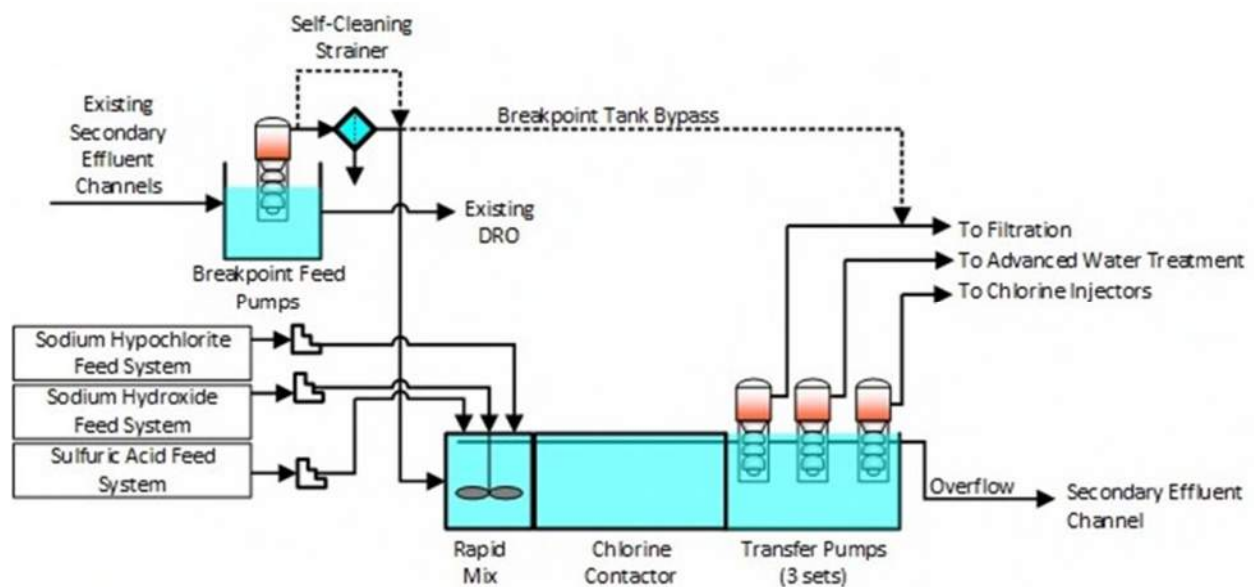 Self-Cleaning
Strainer
Existing
Secondary
Effluent
Channels
Breakpoint Tank Bypass
Existing
DRO
Breakpoint Feed
Pumps
To Filtration
To Advanced Water Treatment
To Chlorine Injectors
Sodium Hypochlorite
Feed System
Sodium Hydroxide
Feed System
Sulfuric Acid Feed
System
Overflow
Secondary Effluent
Channel
Rapid
Mix
Chlorine
Contactor
Transfer Pumps
(3 sets)